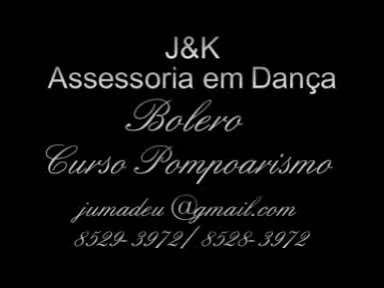 J&K
Assessoria em Dança
Bolero
Curso Pompoarismo
jumadeu @gmail.com
8529-3972/ 8528-3972